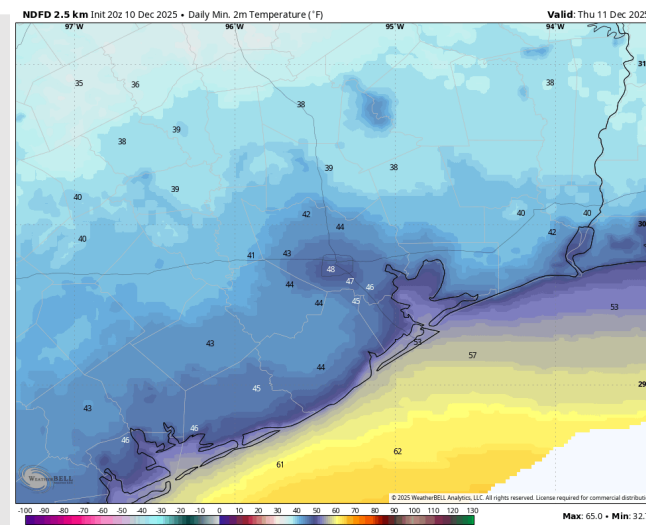 NDFD 2.5 km Init 20z 10 Dec 2025 • Daily Min. 2m Temperature (°F)
Valid: Thu 11 Dec 2025
97°W 96°W 95°W 94°W
31
35 36 38 38
39
38
39 38
39
40
42 40 40
44 42 30
40
41 43
48
47
44 46
45
44 53
43 53
57
44
45 29
43
46
46
62
61
WEATHERBELL
© 2025 WeatherBELL Analytics, LLC. All rights reserved. License required for commercial distributi
-100 -90 -80 -70 -60 -50 -40 -30 -20 -10 0 10 20 30 40 50 60 70 80 90 100 110 120 130
Max: 65.0 • Min: 32.